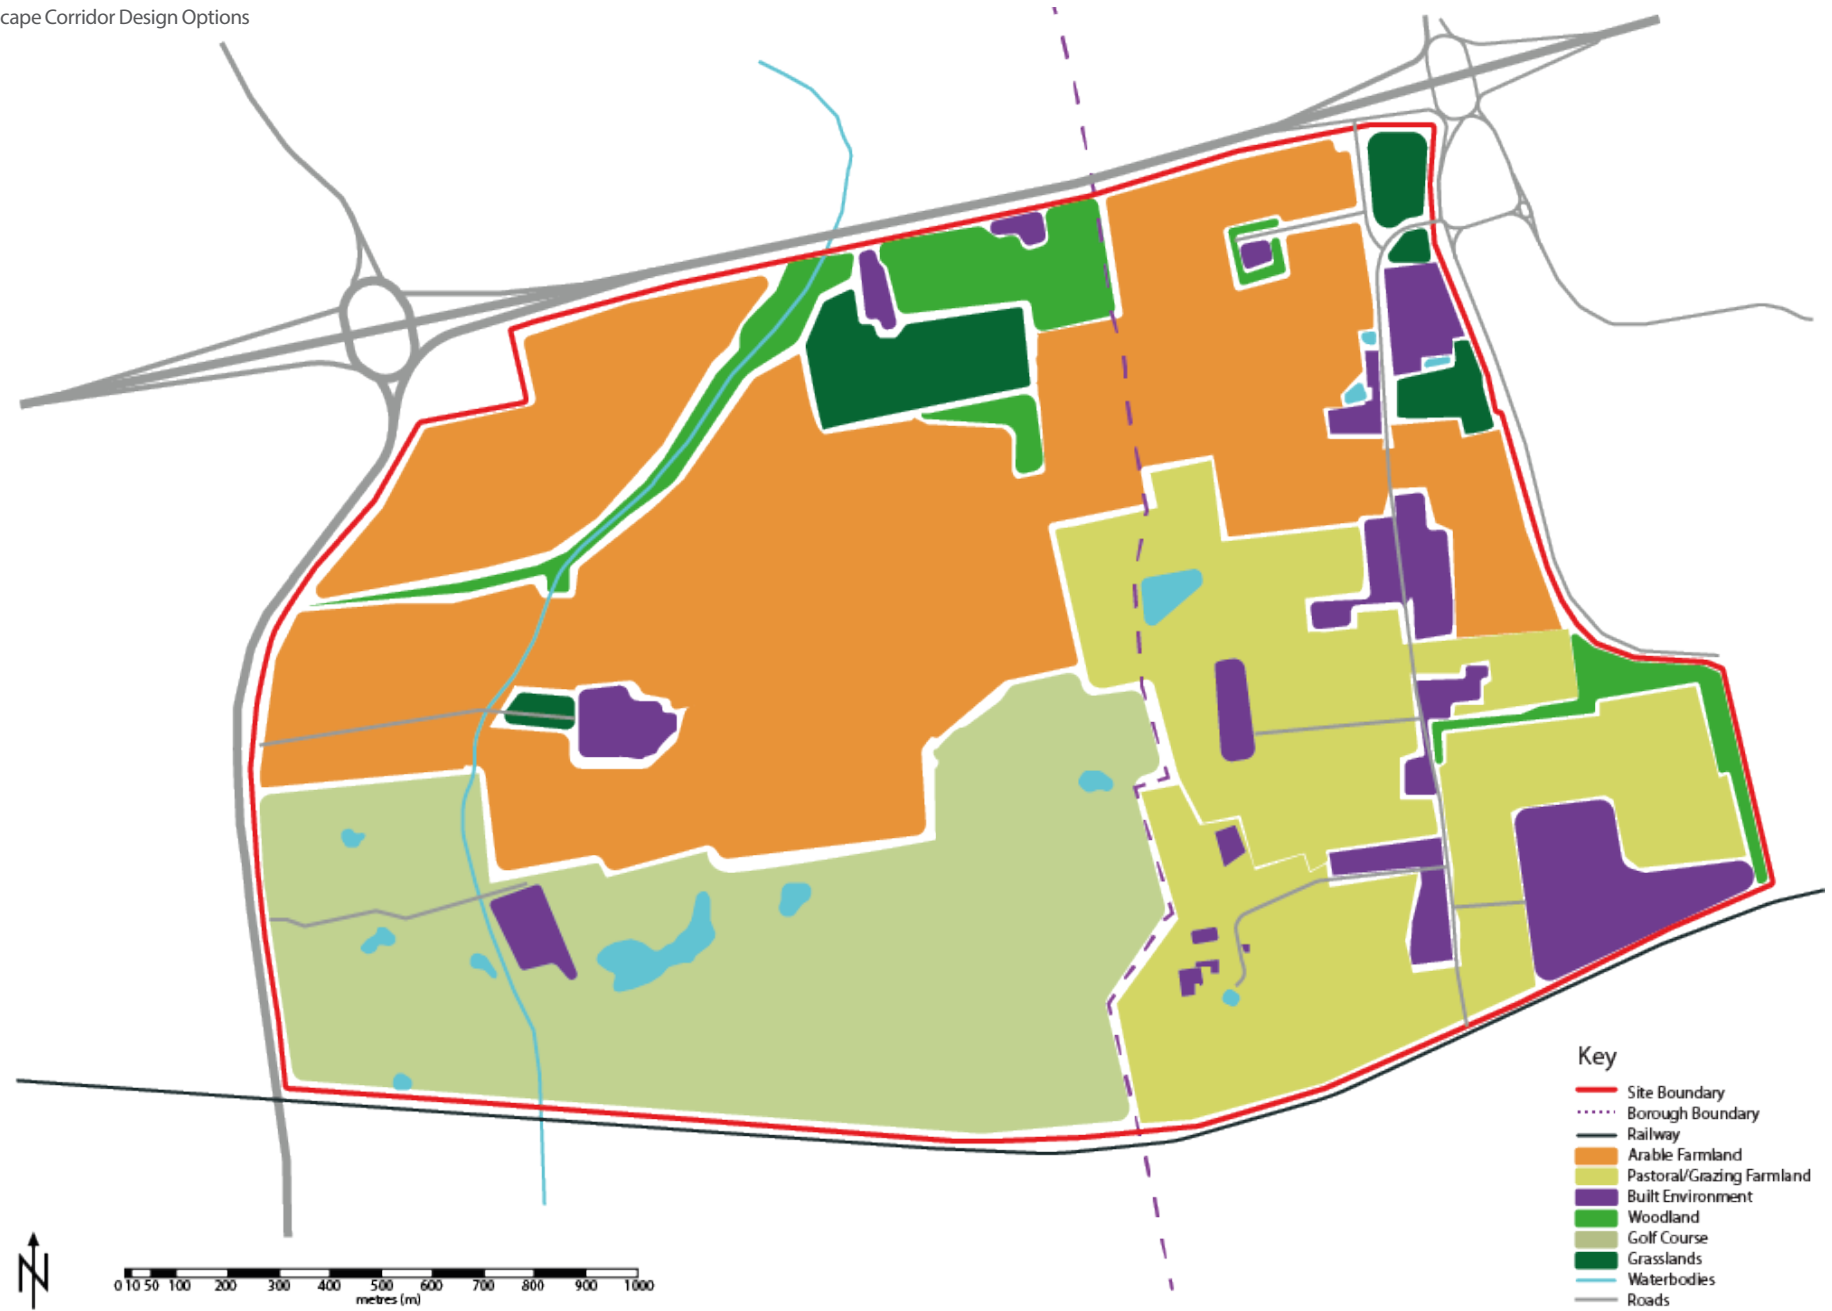 cape Corridor Design Options
Key
Site Boundary
Borough Boundary
Railway
Arable Farmland
Pastoral/Grazing Farmland
Built Environment
Woodland
Golf Course
Grasslands
Waterbodies
Roads
N
0 10 50 100 200 300 400 500 600 700 800 900 1000
metres (m)